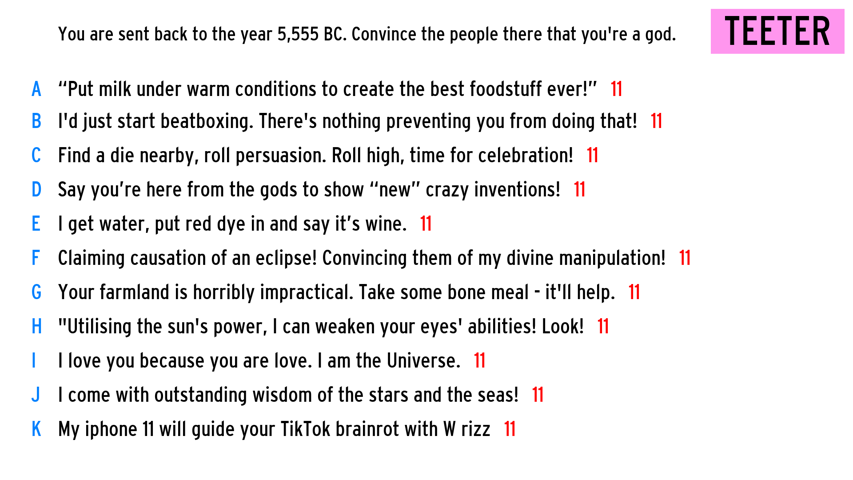 You are sent back to the year 5,555 BC. Convince the people there that you're a god.
TEETER
A “Put milk under warm conditions to create the best foodstuff ever!” 11
B I'd just start beatboxing. There's nothing preventing you from doing that! 11
C Find a die nearby, roll persuasion. Roll high, time for celebration! 11
D Say you’re here from the gods to show “new” crazy inventions! 11
E I get water, put red dye in and say it’s wine. 11
F Claiming causation of an eclipse! Convincing them of my divine manipulation! 11
G Your farmland is horribly impractical. Take some bone meal - it'll help. 11
H "Utilising the sun's power, I can weaken your eyes' abilities! Look! 11
I I love you because you are love. I am the Universe. 11
J I come with outstanding wisdom of the stars and the seas! 11
K My iphone 11 will guide your TikTok brainrot with W rizz 11